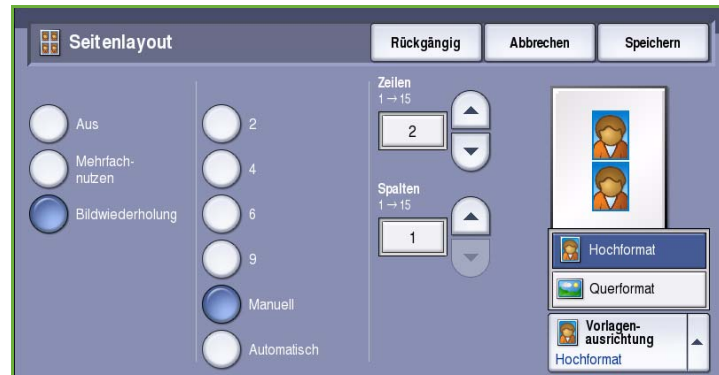 Seitenlayout
Rückgängig
Abbrechen
Speichern
Aus
Mehrfach-
nutzen
Bildwiederholung
2
4
6
9
Manuell
Automatisch
Zeilen
1→15
2
Spalten
1→15
1
Hochformat
Querformat
Vorlagen-
ausrichtung
Hochformat